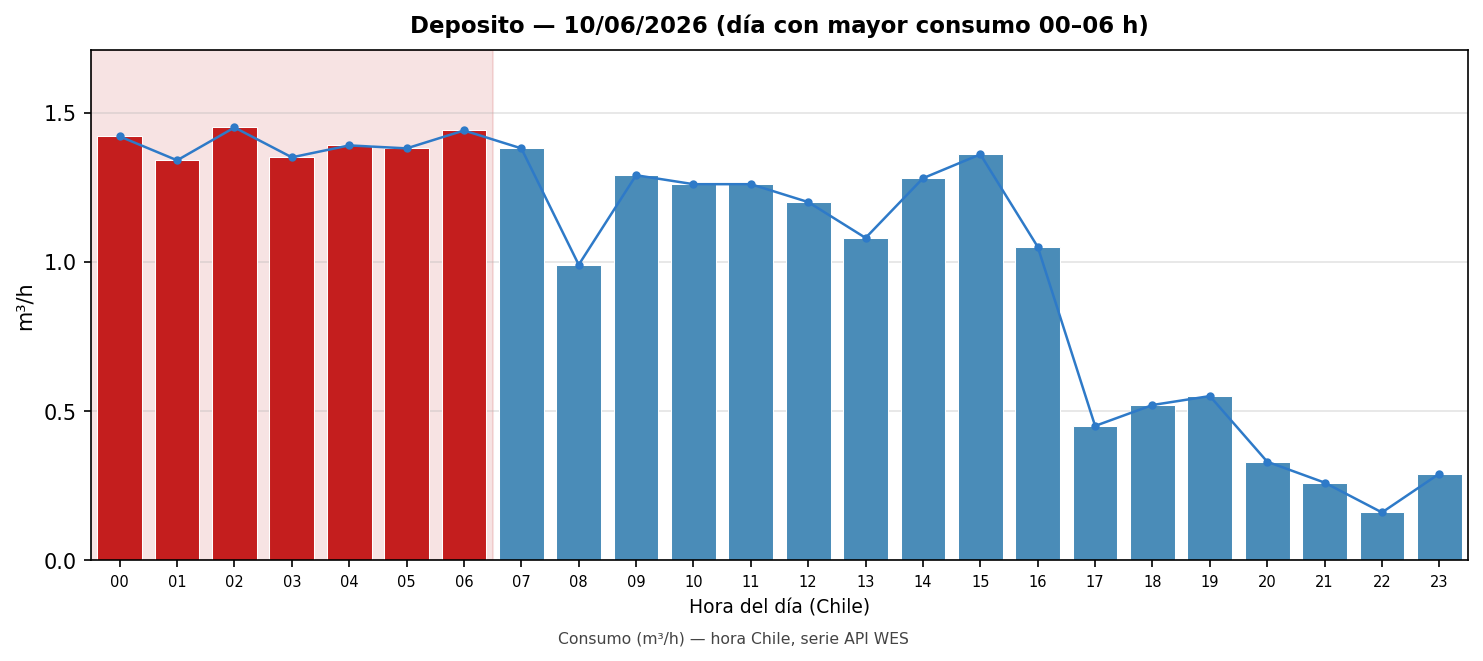 Deposito — 10/06/2026 (día con mayor consumo 00–06 h)
1.5
1.0
0.5
0.0
m³/h
00 01 02 03 04 05 06 07 08 09 10 11 12 13 14 15 16 17 18 19 20 21 22 23
Hora del día (Chile)
Consumo (m³/h) — hora Chile, serie API WES